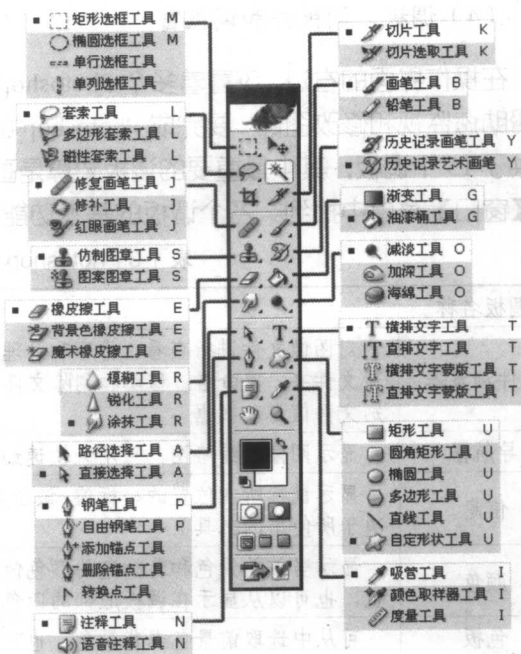 矩形选框工具 M
椭圆选框工具 M
单行选框工具
单列选框工具
套索工具 L
多边形套索工具 L
磁性套索工具 L
修复画笔工具 J
修补工具 J
红眼画笔工具 J
仿制图章工具 S
图案图章工具 S
橡皮擦工具 E
背景色橡皮擦工具 E
魔术橡皮擦工具 E
模糊工具 R
锐化工具 R
涂抹工具 R
路径选择工具 A
直接选择工具 A
钢笔工具 P
自由钢笔工具 P
添加锚点工具
删除锚点工具
转换点工具
注释工具 N
语音注释工具 N
切片工具 K
切片选取工具 K
画笔工具 B
铅笔工具 B
历史记录画笔工具 Y
历史记录艺术画笔 Y
渐变工具 G
油漆桶工具 G
减淡工具 O
加深工具 O
海绵工具 O
横排文字工具 T
直排文字工具 T
横排文字蒙版工具 T
直排文字蒙版工具 T
矩形工具 U
圆角矩形工具 U
椭圆工具 U
多边形工具 U
直线工具 U
自定形状工具 U
吸管工具 I
颜色取样器工具 I
度量工具 I